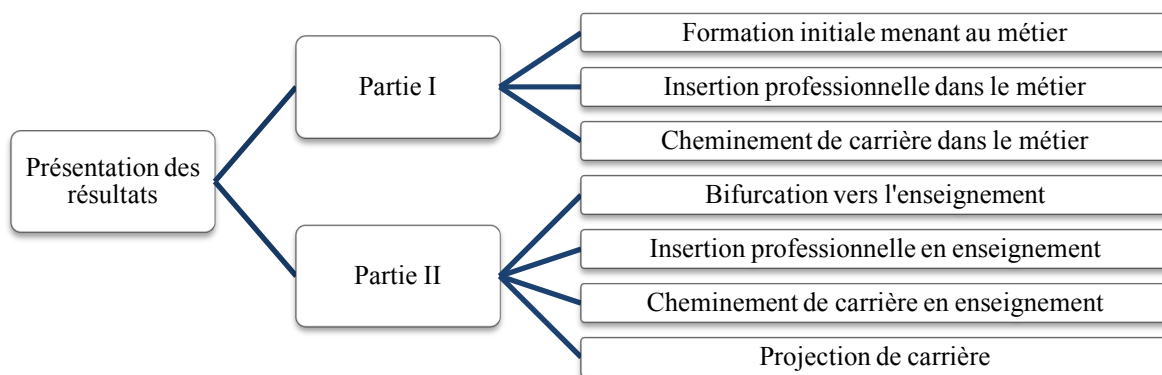 Présentation des
résultats
Partie I
Formation initiale menant au métier
Insertion professionnelle dans le métier
Cheminement de carrière dans le métier
Partie II
Bifurcation vers l'enseignement
Insertion professionnelle en enseignement
Cheminement de carrière en enseignement
Projection de carrière